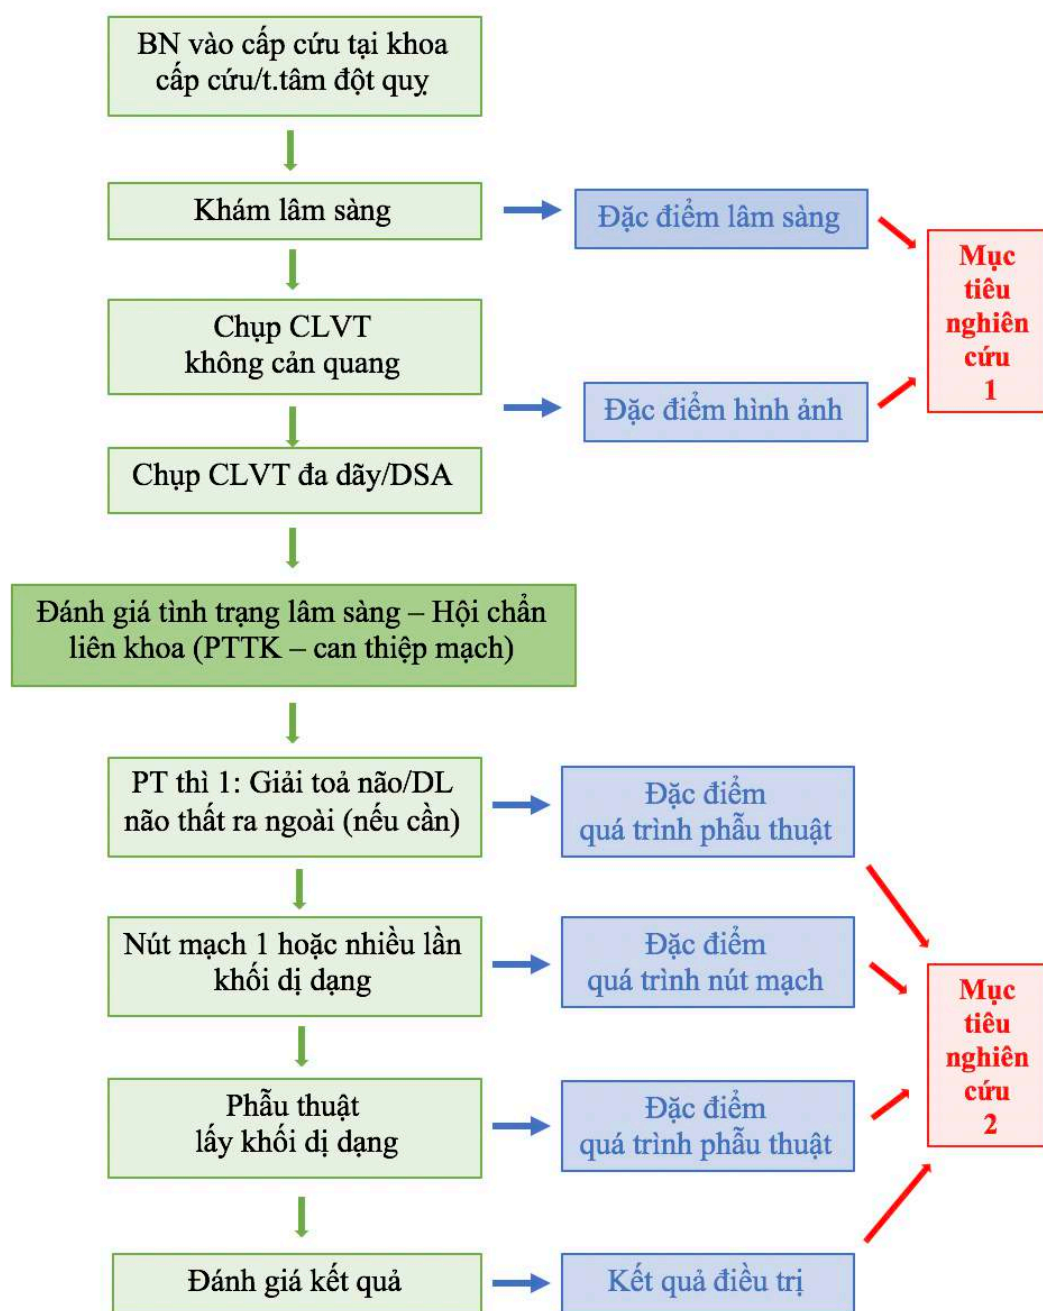 BN vào cấp cứu tại khoa
cấp cứu/t.tâm đột quỵ
Khám lâm sàng
Đặc điểm lâm sàng
Mục
tiêu
nghiên
cứu
1
Chụp CLVT
không cản quang
Đặc điểm hình ảnh
Chụp CLVT đa dãy/DSA
Đánh giá tình trạng lâm sàng – Hội chẩn
liên khoa (PTTK – can thiệp mạch)
PT thì 1: Giải toả não/DL
não thất ra ngoài (nếu cần)
Đặc điểm
quá trình phẫu thuật
Nút mạch 1 hoặc nhiều lần
khối dị dạng
Đặc điểm
quá trình nút mạch
Mục
tiêu
nghiên
cứu
2
Phẫu thuật
lấy khối dị dạng
Đặc điểm
quá trình phẫu thuật
Đánh giá kết quả
Kết quả điều trị